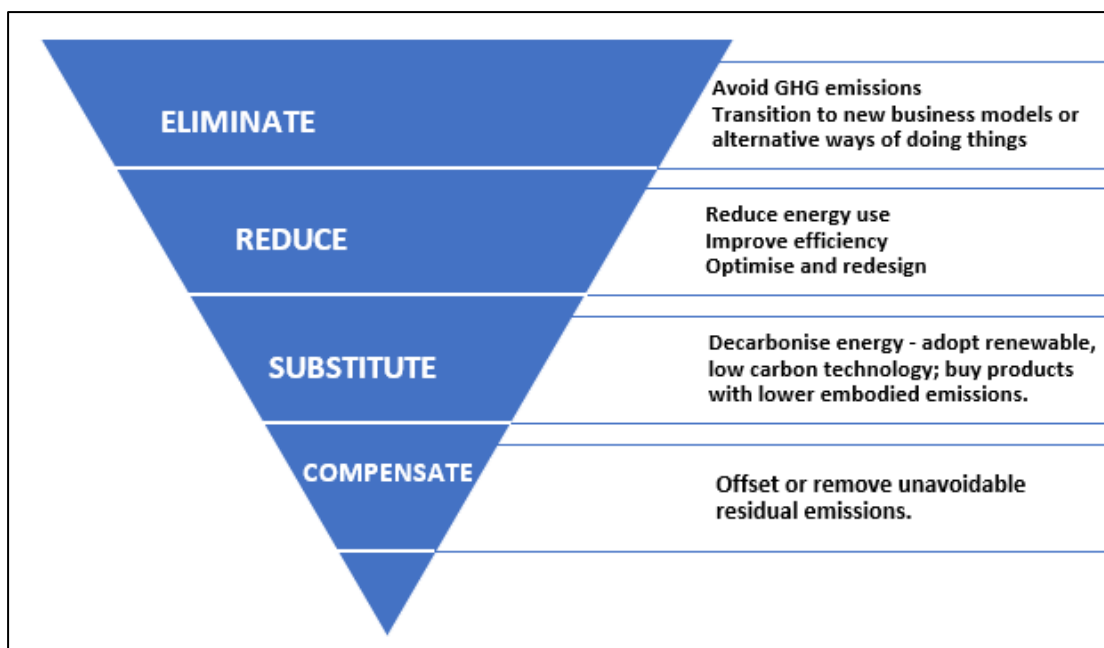 ELIMINATE
Avoid GHG emissions
Transition to new business models or
alternative ways of doing things
REDUCE
Reduce energy use
Improve efficiency
Optimise and redesign
SUBSTITUTE
Decarbonise energy - adopt renewable,
low carbon technology; buy products
with lower embodied emissions.
COMPENSATE
Offset or remove unavoidable
residual emissions.